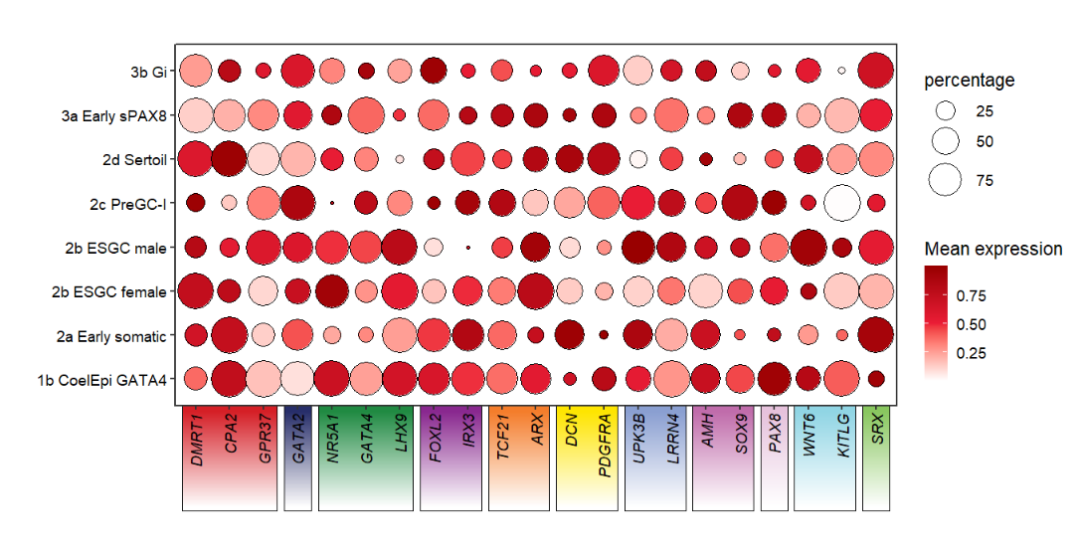 3b Gi
3a Early sPAX8
2d Sertoil
2c PreGC-I
2b ESGC male
2b ESGC female
2a Early somatic
1b CoelEpi GATA4
DMRT1
CPA2
GPR37
GATA2
NR5A1
GATA4
LHX9
FOXL2
IRX3
TCF21
ARX
DCN
PDGFRA
UPK3B
LRRN4
AMH
SOX9
PAX8
WNT6
KITLG
SRX
percentage
25
50
75
Mean expression
0.75
0.50
0.25